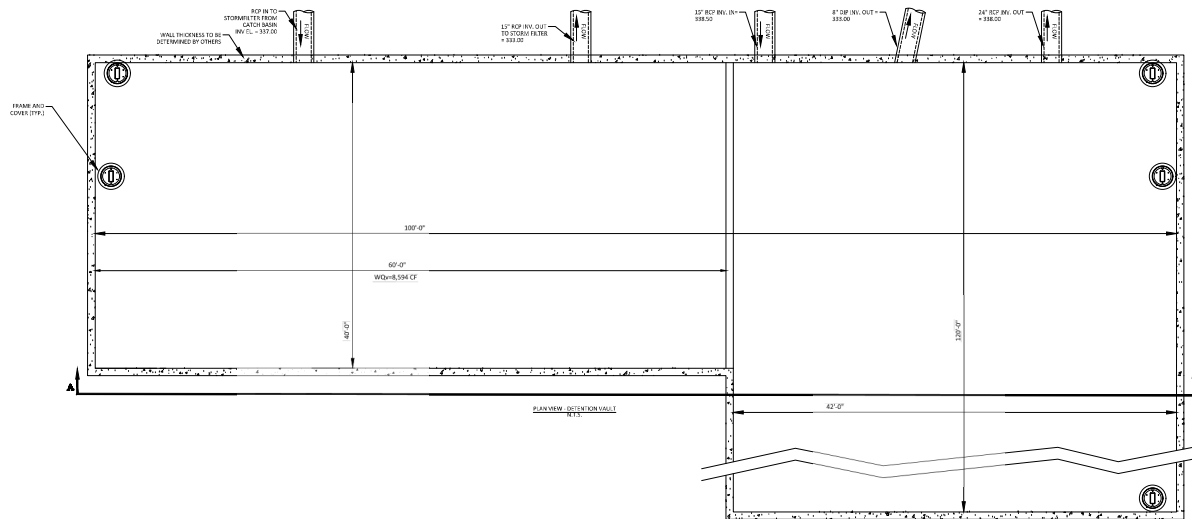 RCP IN TO
STORMFILTER FROM
CATCH BASIN
INV EL. = 337.00
WALL THICKNESS TO BE
DETERMINED BY OTHERS
FLOW
15" RCP INV. OUT
TO STORM FILTER
= 333.00
FLOW
15" RCP INV. IN=
338.50
FLOW
8" DIP INV. OUT =
333.00
FLOW
24" RCP INV. OUT
= 338.00
FLOW
FRAME AND
COVER (TYP.)
100'-0"
60'-0"
WQv=8,594 CF
40'-0"
120'-0"
A
PLAN VIEW - DETENTION VAULT
N.T.S.
42'-0"